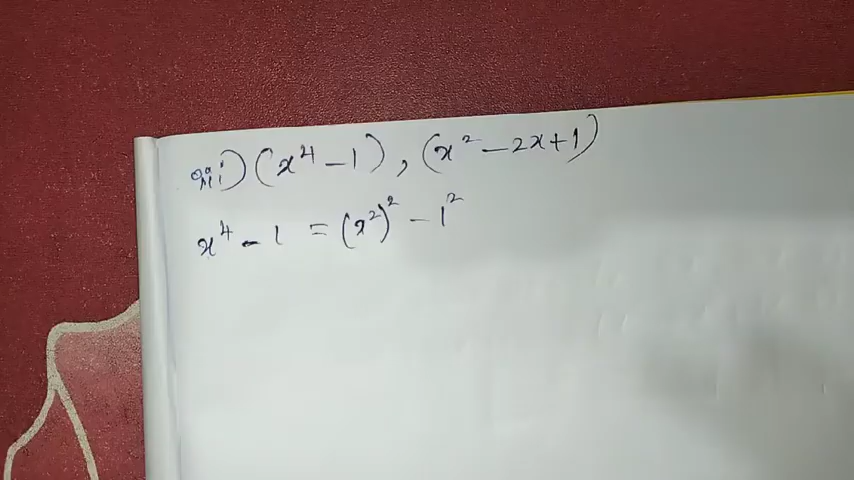 (x⁴ − 1), (x² − 2x + 1)
x⁴ - 1 = (x²)² − 1²